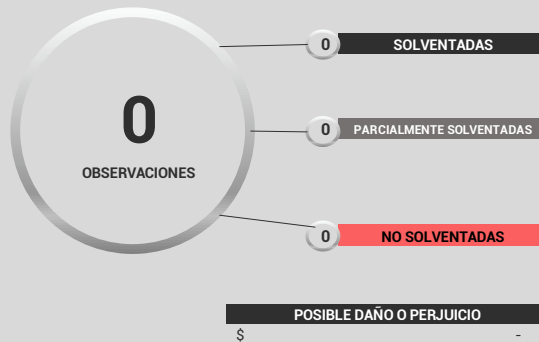 0
OBSERVACIONES
0 SOLVENTADAS
0 PARCIALMENTE SOLVENTADAS
0 NO SOLVENTADAS
POSIBLE DAÑO O PERJUICIO
$ -